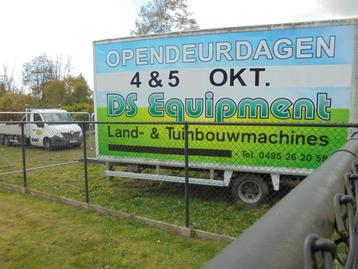 OPENDEURDAGEN
4 & 5 OKT.
DS Equipment
Land- & Tuinbouwmachines
- Tel. 0495 26 20 58